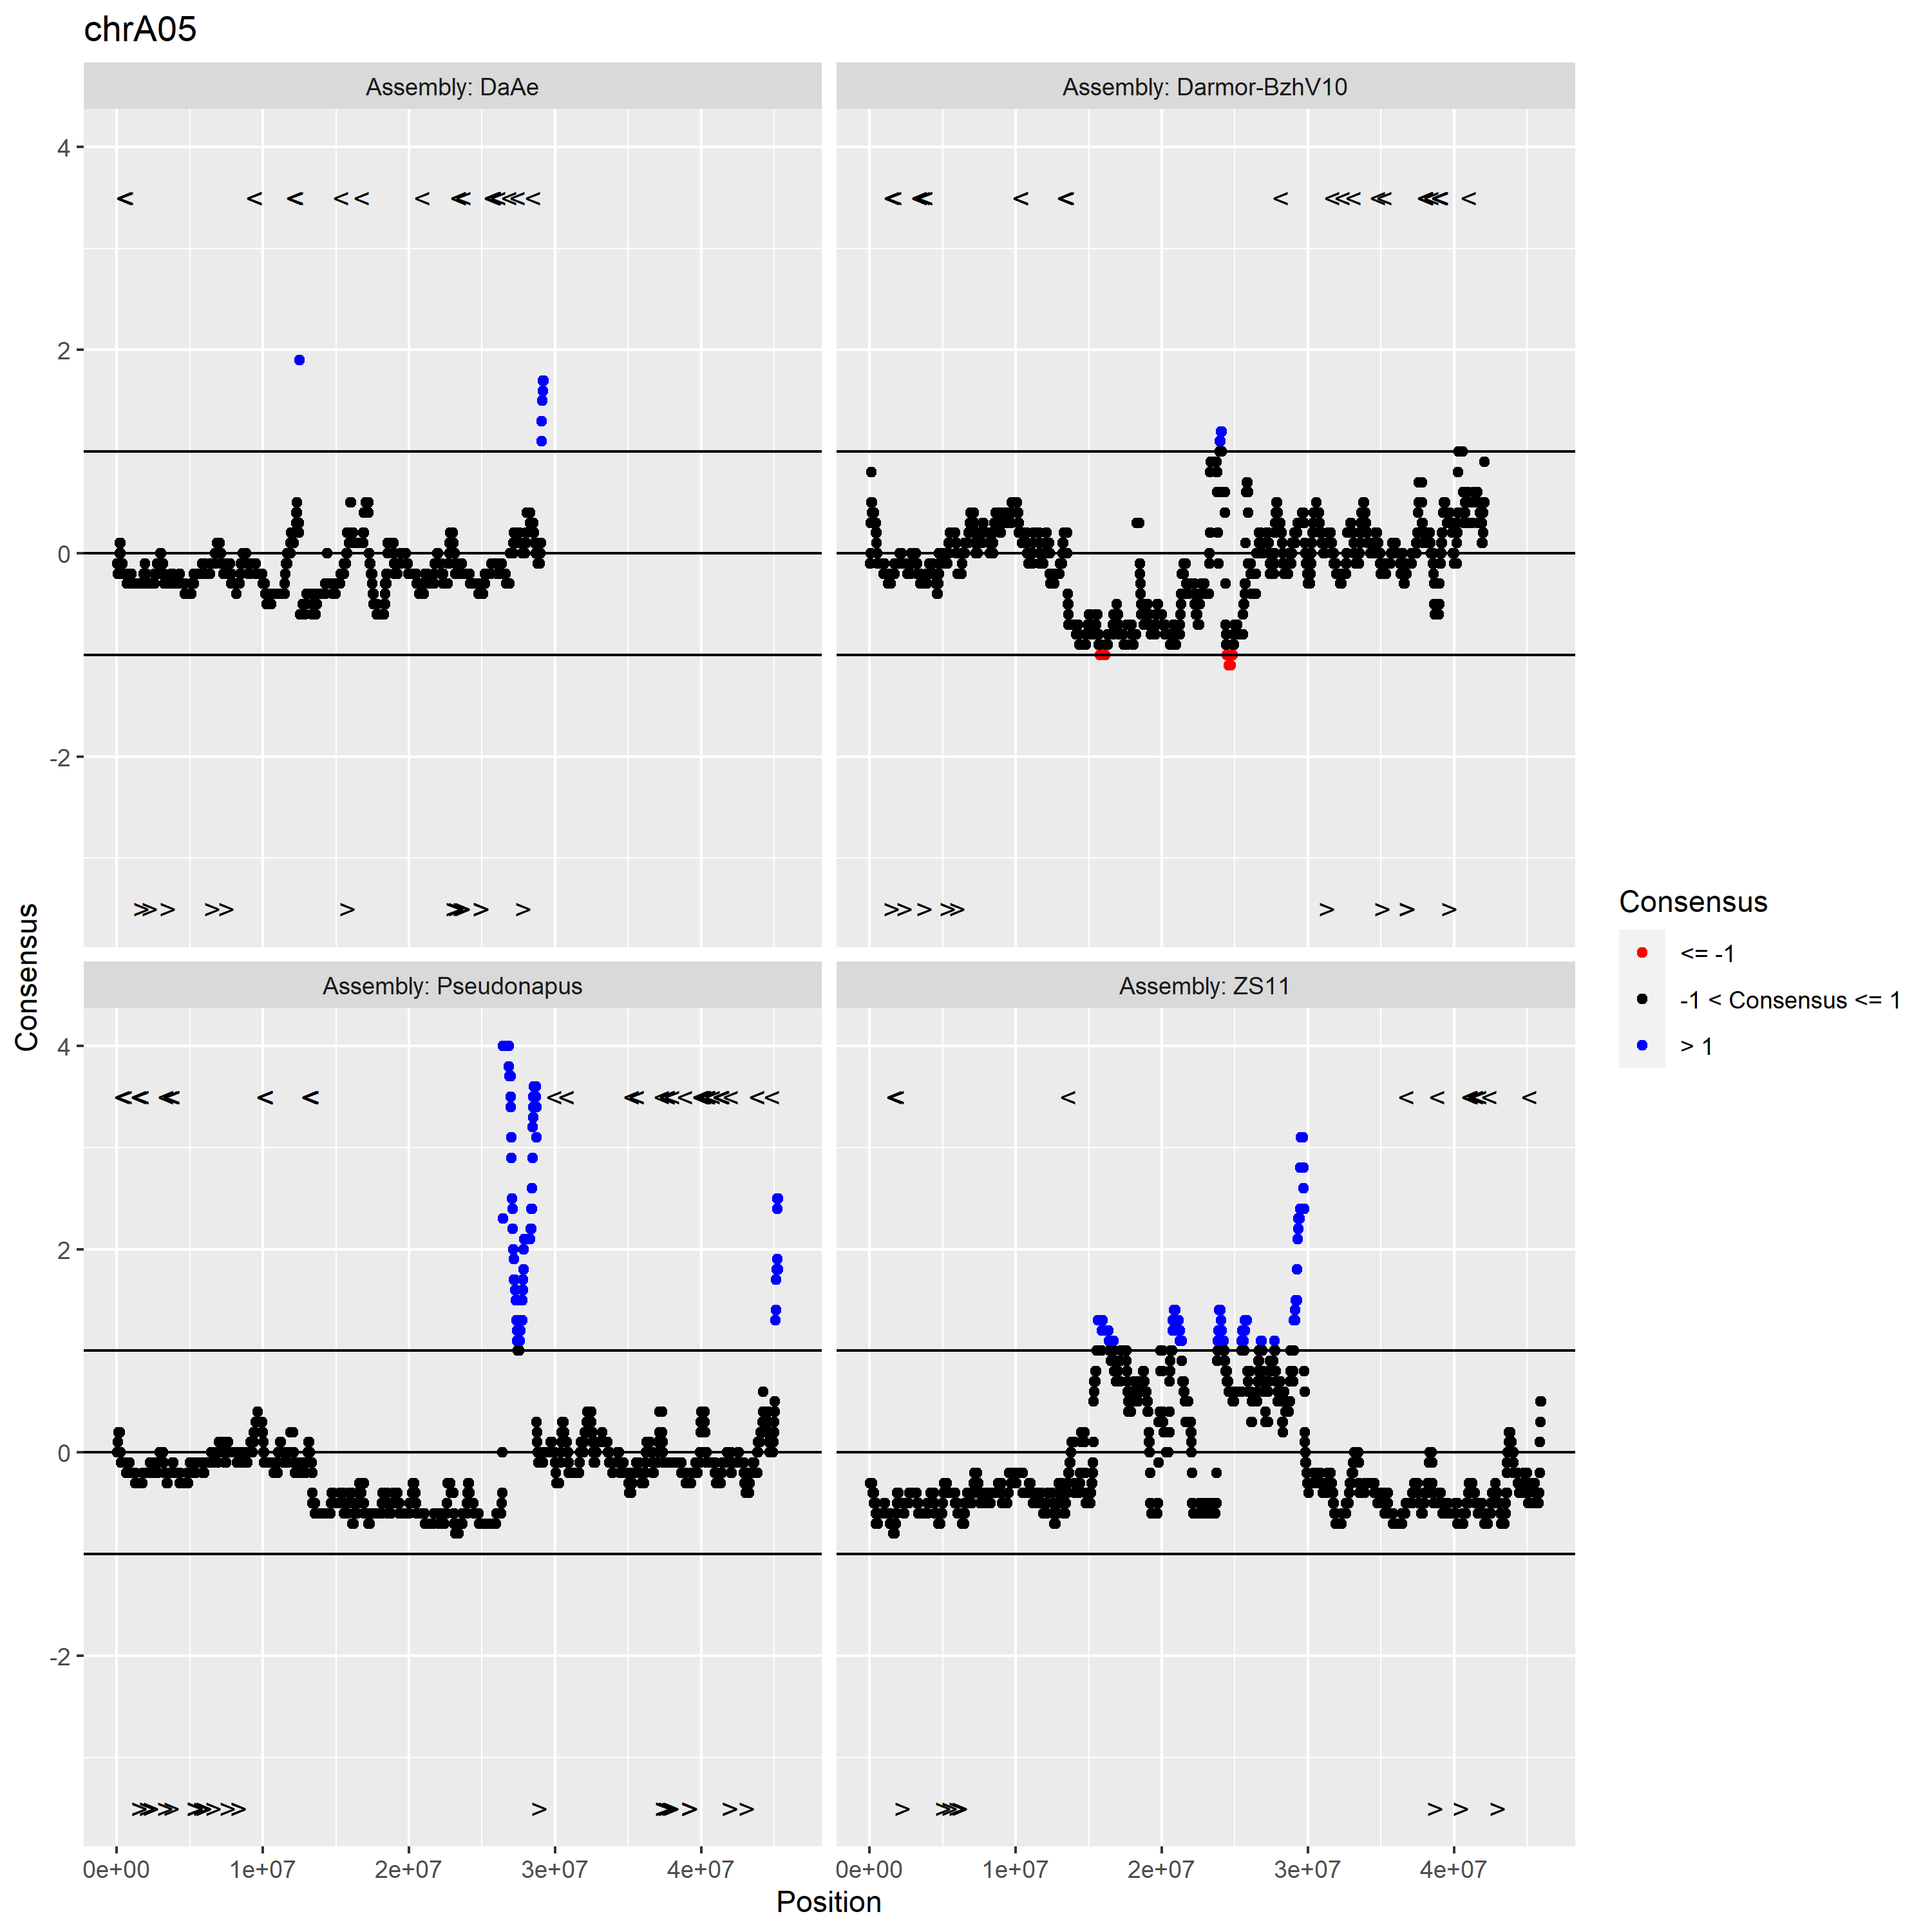 chrA05
Assembly: DaAe
Assembly: Darmor-BzhV10
4
2
0
-2
Assembly: Pseudonapus
Assembly: ZS11
4
2
0
-2
0e+00 1e+07 2e+07 3e+07 4e+07
0e+00 1e+07 2e+07 3e+07 4e+07
Position
Consensus
Consensus
<= -1
-1 < Consensus <= 1
> 1